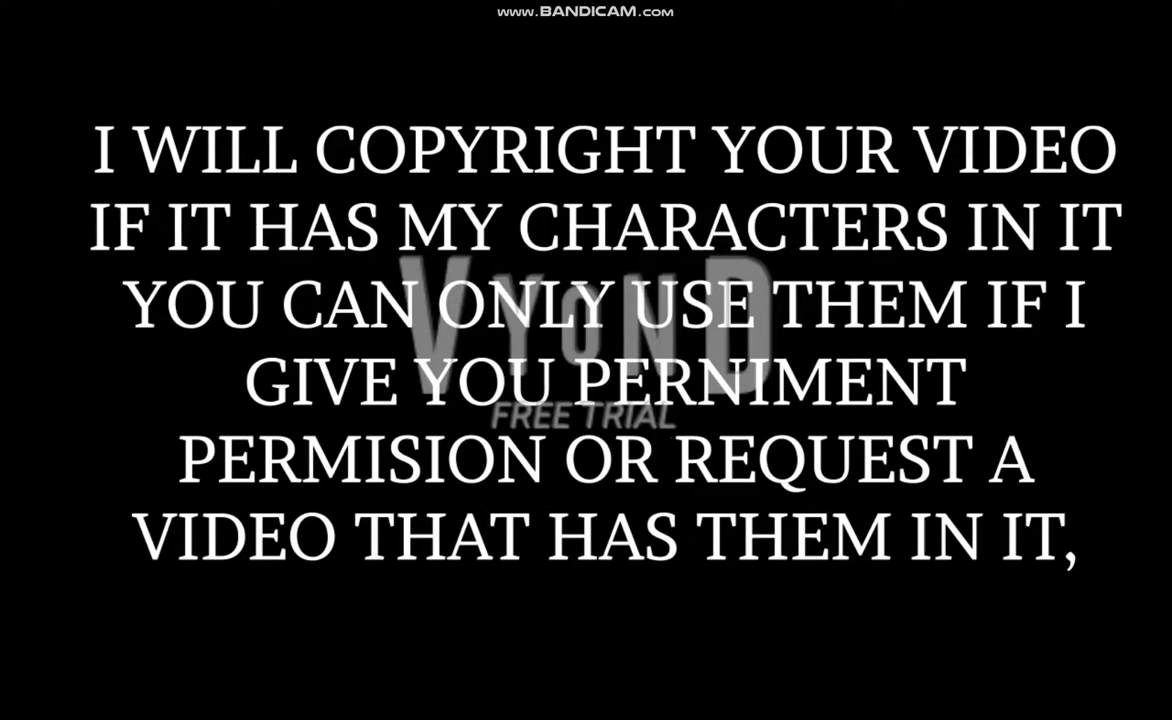 www.BANDICAM.com
I WILL COPYRIGHT YOUR VIDEO
IF IT HAS MY CHARACTERS IN IT
YOU CAN ONLY USE THEM IF I
GIVE YOU PERNIMENT
PERMISION OR REQUEST A
VIDEO THAT HAS THEM IN IT,
VYOND
FREE TRIAL